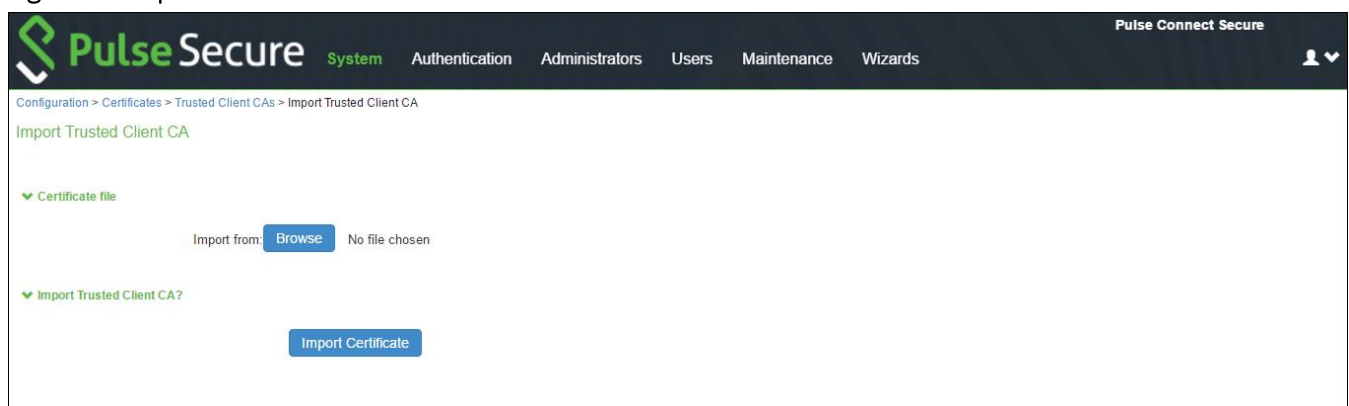 Pulse Connect Secure
Pulse Secure System Authentication Administrators Users Maintenance Wizards
Configuration > Certificates > Trusted Client CAs > Import Trusted Client CA
Import Trusted Client CA
Certificate file
Import from: Browse No file chosen
Import Trusted Client CA?
Import Certificate